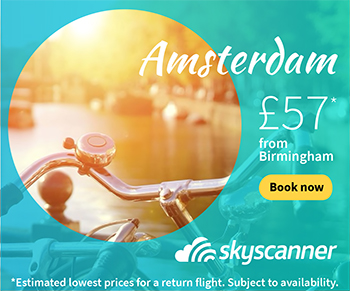 Amsterdam
£57*
from
Birmingham
Book now
skyscanner
*Estimated lowest prices for a return flight. Subject to availability.